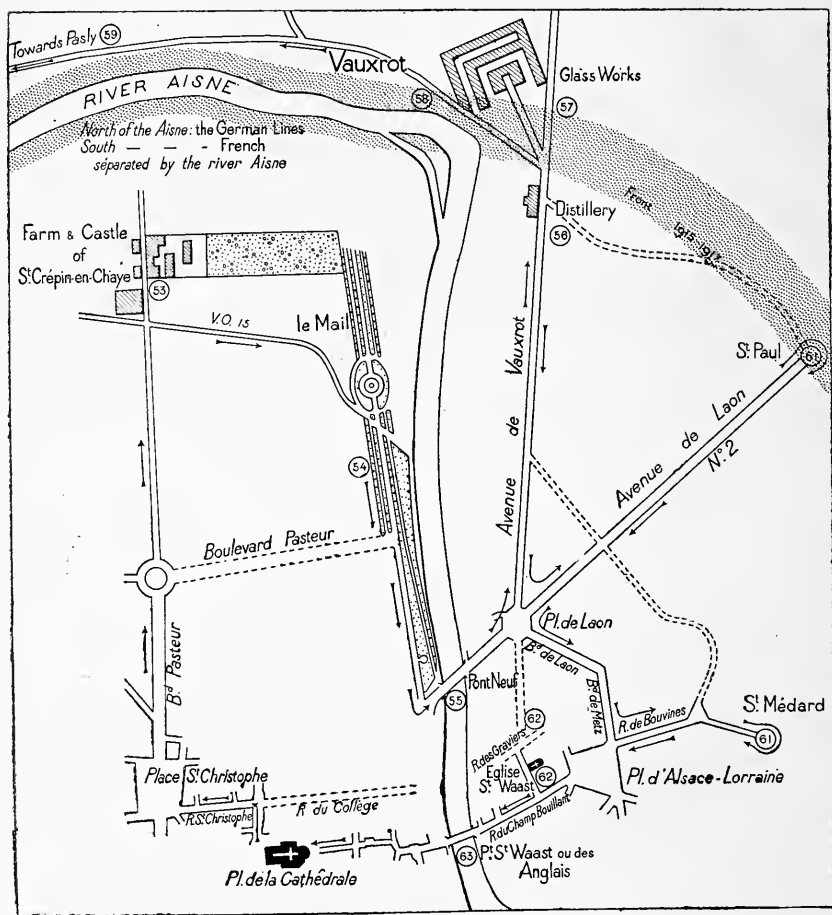 Towards Pasly 59
Vauxrot
Glass Works
57
58
RIVER AISNE
North of the Aisne: the German Lines
South — — - French
séparated by the river Aisne
Front 1915-1917
Distillery
56
Farm & Castle
of
St Crépin-en-Chaye
53
V.O. 15
le Mail
St Paul
61
Avenue de Vauxrot
Avenue de Laon
N° 2
54
Boulevard Pasteur
Bd Pasteur
Pl. de Laon
Bd de Laon
Bd de Metz
Pont Neuf
55
R. de Bouvines
St Médard
61
62
R. des Graviers
Eglise
St Waast
62
Pl. d'Alsace-Lorraine
Place St Christophe
R. St Christophe
R. du Collège
R. du Champ Bouillant
63
Pt St Waast ou des
Anglais
Pl. de la Cathédrale